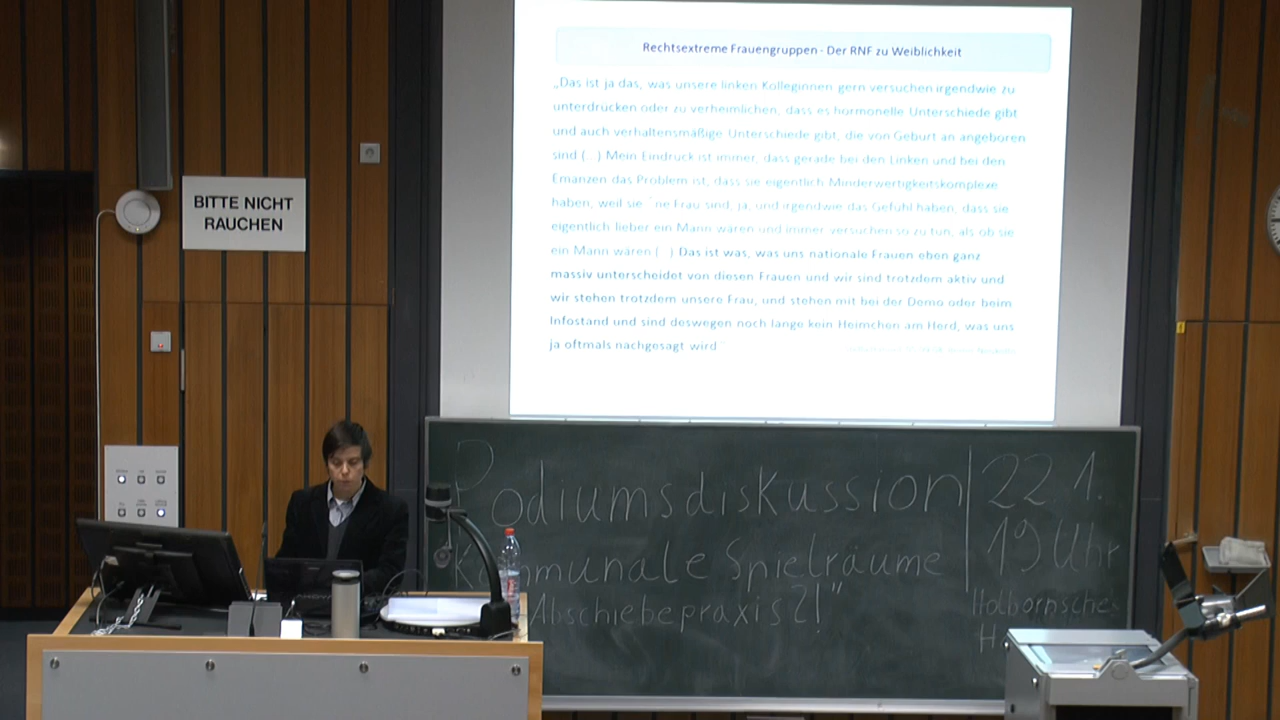 Rechtsextreme Frauengruppen - Der RNF zu Weiblichkeit
„Das ist ja das, was unsere linken Kolleginnen gern versuchen irgendwie zu
unterdrücken oder zu verheimlichen, dass es hormonelle Unterschiede gibt
und auch verhaltensmäßige Unterschiede gibt, die von Geburt an angeboren
sind (...) Mein Eindruck ist immer, dass gerade bei den Linken und bei den
Emanzen das Problem ist, dass sie eigentlich Minderwertigkeitskomplexe
haben, weil sie ´ne Frau sind, ja, und irgendwie das Gefühl haben, dass sie
eigentlich lieber ein Mann wären und immer versuchen so zu tun, als ob sie
ein Mann wären (...) Das ist was, was uns nationale Frauen eben ganz
massiv unterscheidet von diesen Frauen und wir sind trotzdem aktiv und
wir stehen trotzdem unsere Frau, und stehen mit bei der Demo oder beim
Infostand und sind deswegen noch lange kein Heimchen am Herd, was uns
ja oftmals nachgesagt wird."
BITTE NICHT
RAUCHEN
Podiumsdiskussion
Kommunale Spielräume
Abschiebepraxis?!"
22 1.
19 Uhr
Holbornsches